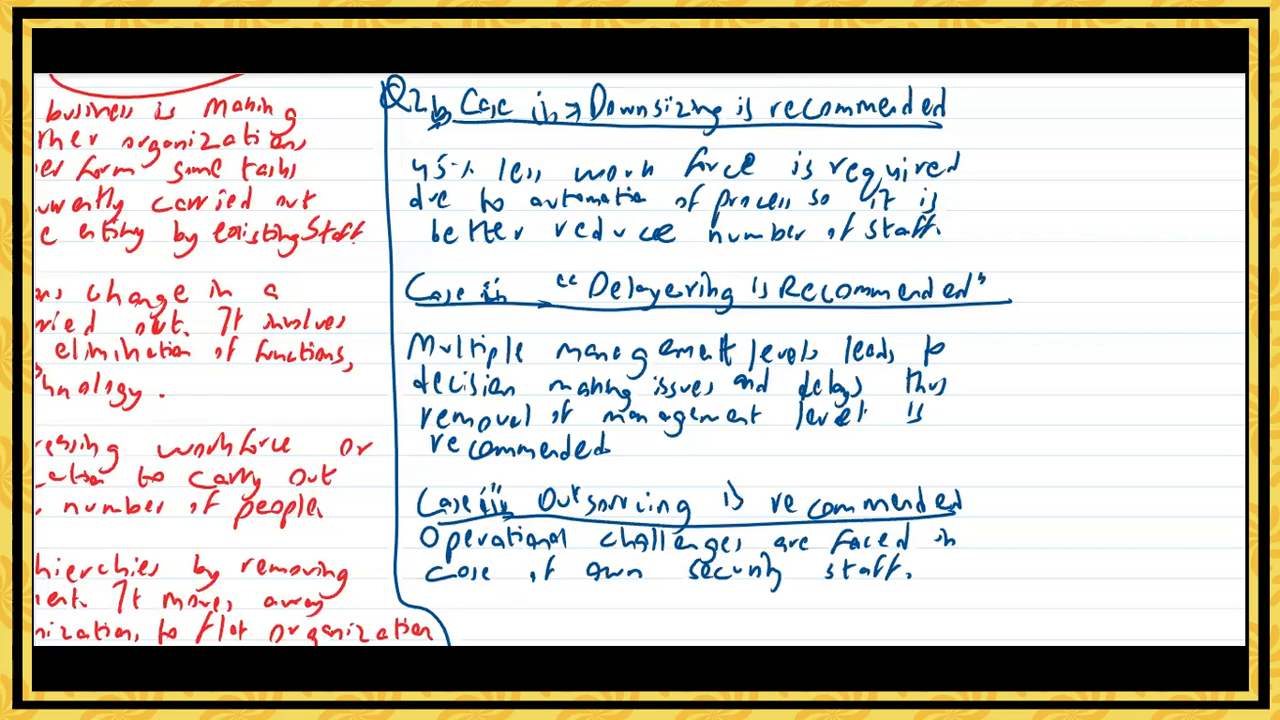 business is making
ther organizations
er form some tasks
urrently carried out
e entity by existing Staff.
ns change in a
ried out. It involves
elimination of functions,
hnology.
reasing workforce or
ation to carry out
number of people.
hierchies by removing
ent. It moves away
nization, to flat organization
Q2 b Case i => Downsizing is recommended
45% less work force is required
due to automation of process so it is
better reduce number of staff.
Case ii "Delayering is Recommended"
Multiple management levels leads to
decision making issues and delays thus
removal of management level is
recommended
Case iii Outsourcing is recommended
Operational challenges are faced in
case of own security staff.